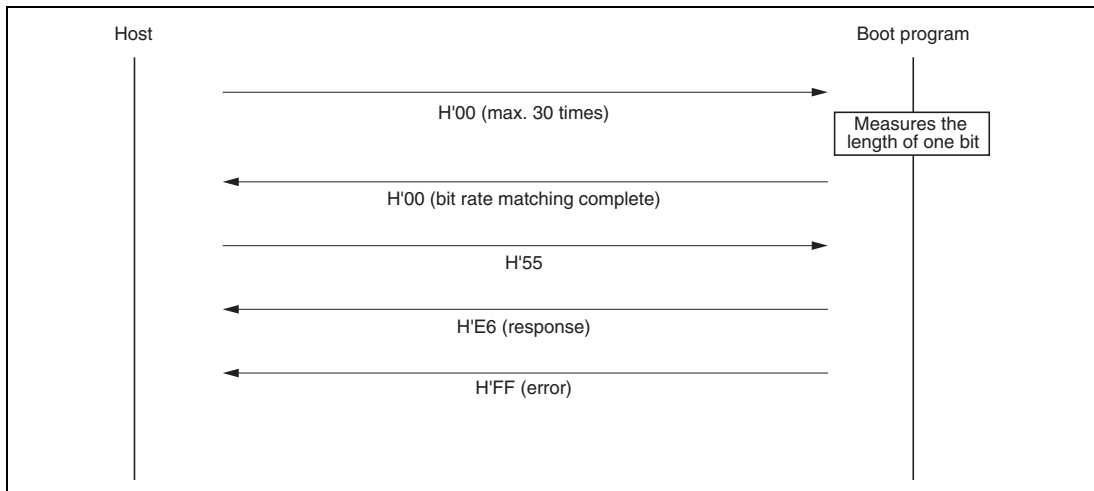 Host
Boot program
H'00 (max. 30 times)
Measures the
length of one bit
H'00 (bit rate matching complete)
H'55
H'E6 (response)
H'FF (error)